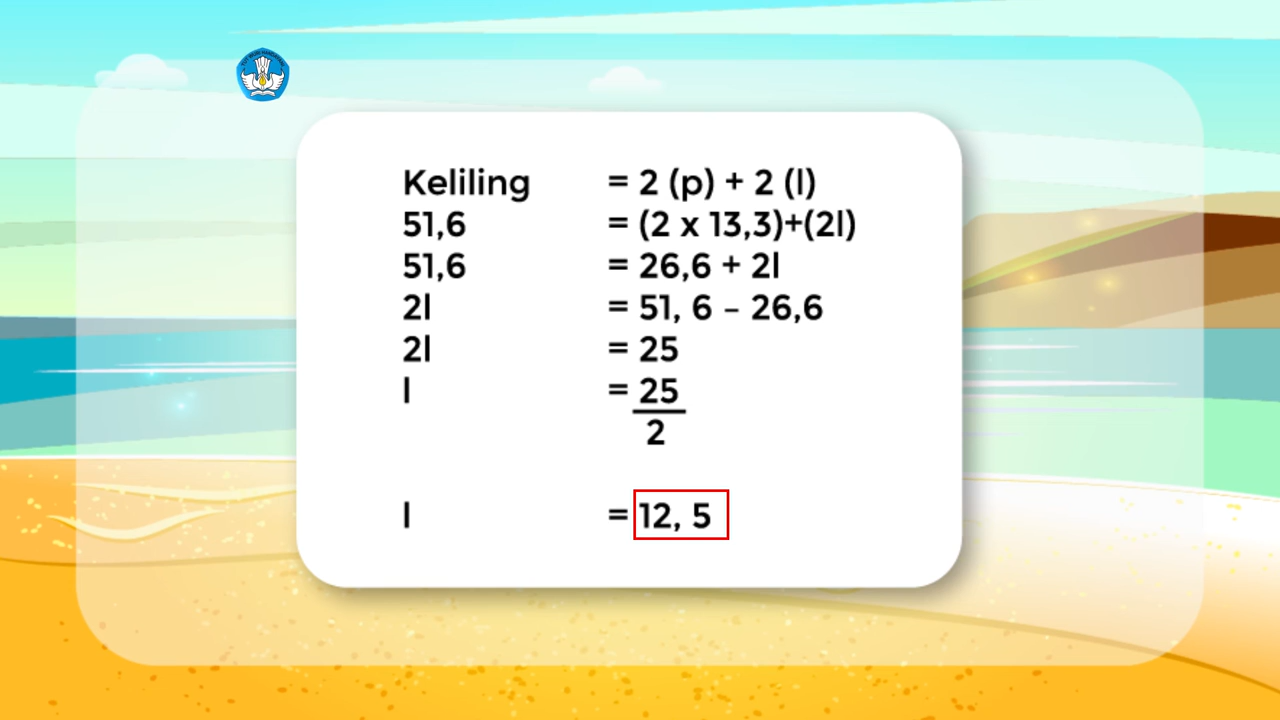 Keliling = 2 (p) + 2 (l)
51,6 = (2 x 13,3)+(2l)
51,6 = 26,6 + 2l
2l = 51, 6 – 26,6
2l = 25
l = 25
2
l = 12, 5